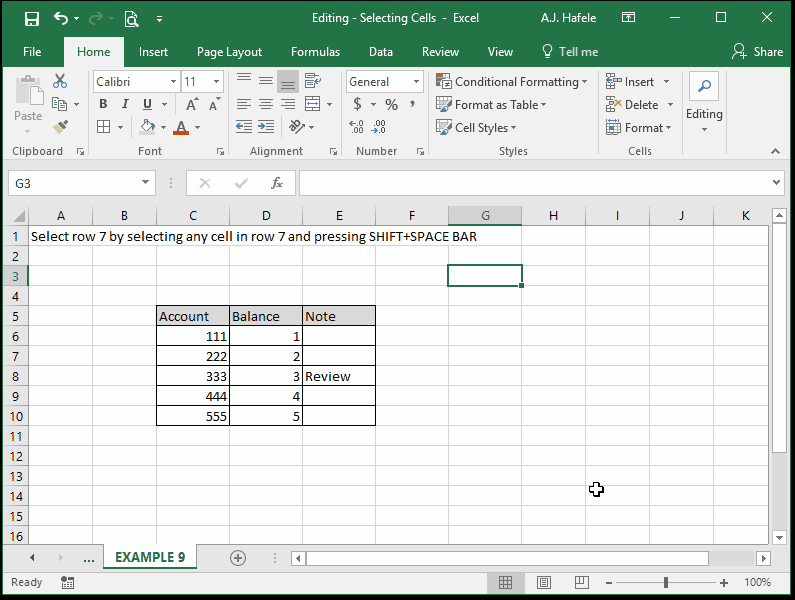 Editing - Selecting Cells - Excel
A.J. Hafele
File Home Insert Page Layout Formulas Data Review View Tell me Share
Calibri 11 General Conditional Formatting Insert
Paste B I U A A $ % , Format as Table Delete Editing
A .00 .0 Cell Styles Format
Clipboard Font Alignment Number Styles Cells
G3 fx
A B C D E F G H I J K
1 Select row 7 by selecting any cell in row 7 and pressing SHIFT+SPACE BAR
2
3
4
5 Account Balance Note
6 111 1
7 222 2
8 333 3 Review
9 444 4
10 555 5
11
12
13
14
15
16
... EXAMPLE 9
Ready 100%